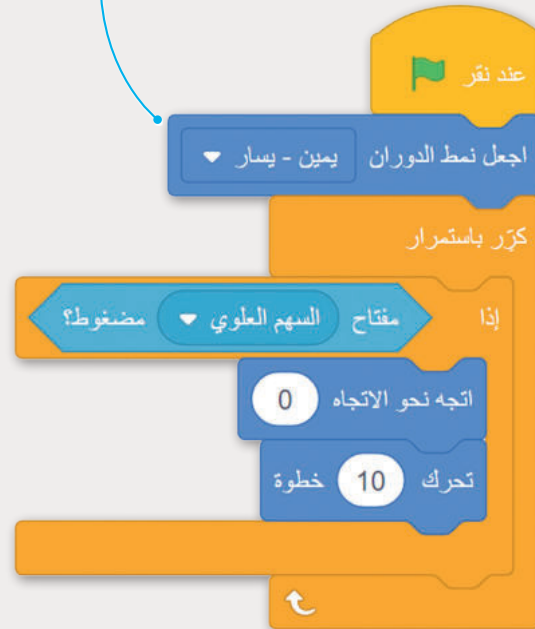 عند نقر
اجعل نمط الدوران يمين - يسار
كرّر باستمرار
إذا مفتاح السهم العلوي مضغوط؟
اتجه نحو الاتجاه 0
تحرك 10 خطوة